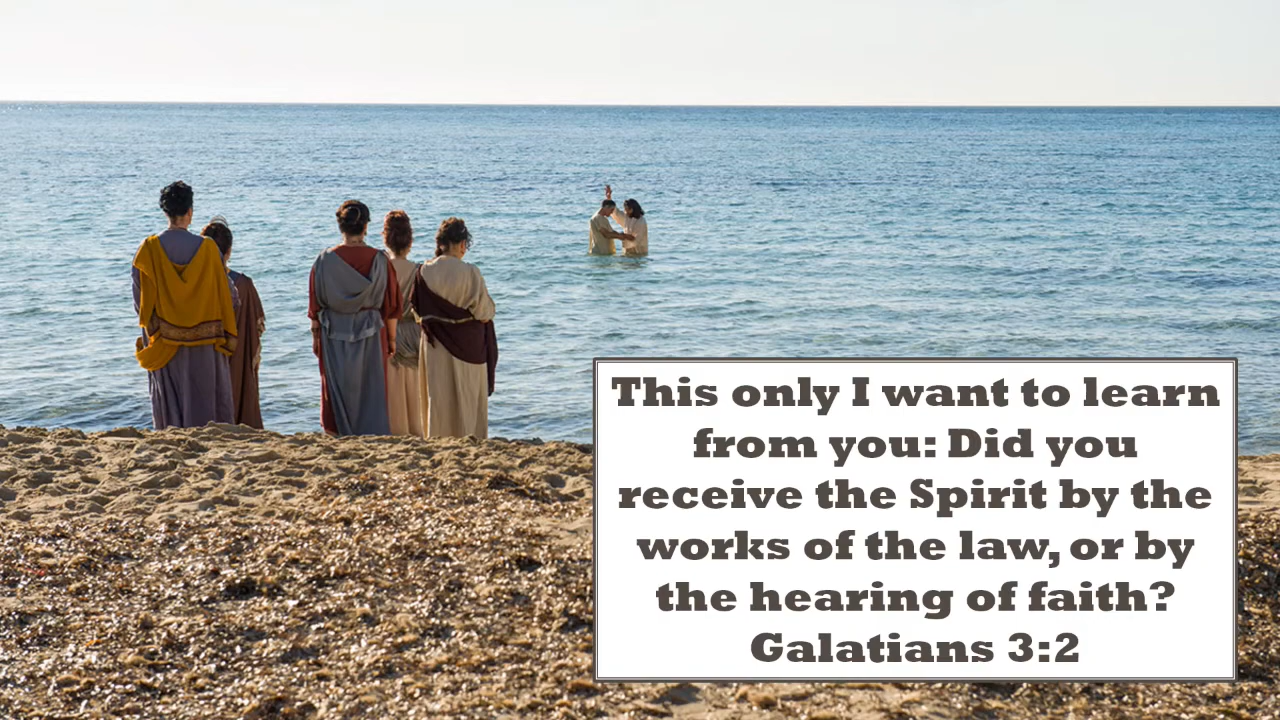 This only I want to learn
from you: Did you
receive the Spirit by the
works of the law, or by
the hearing of faith?
Galatians 3:2